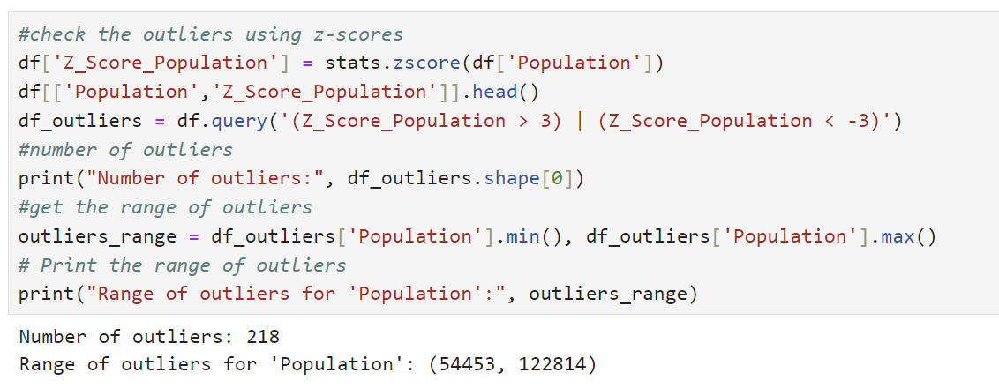 #check the outliers using z-scores
df['Z_Score_Population'] = stats.zscore(df['Population'])
df[['Population','Z_Score_Population']].head()
df_outliers = df.query('(Z_Score_Population > 3) | (Z_Score_Population < -3)')
#number of outliers
print("Number of outliers:", df_outliers.shape[0])
#get the range of outliers
outliers_range = df_outliers['Population'].min(), df_outliers['Population'].max()
# Print the range of outliers
print("Range of outliers for 'Population':", outliers_range)
Number of outliers: 218
Range of outliers for 'Population': (54453, 122814)